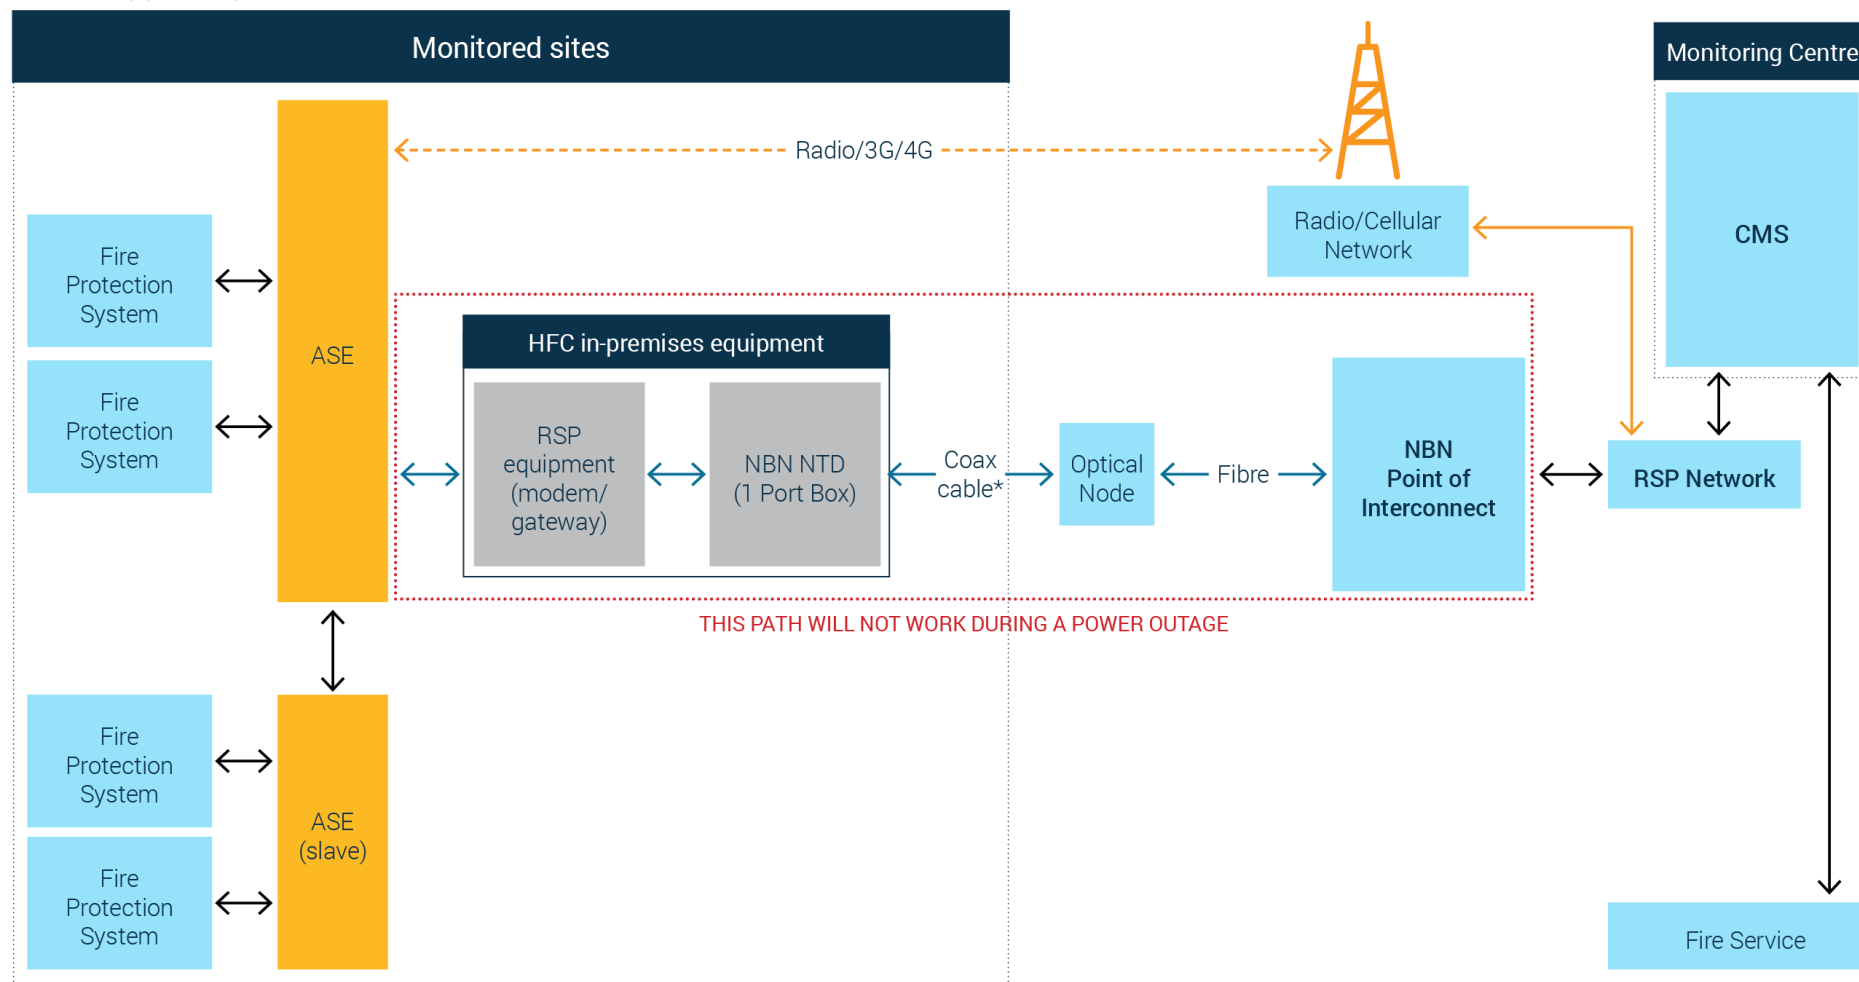 Monitored sites
Monitoring Centre
Radio/3G/4G
Radio/Cellular
Network
CMS
Fire
Protection
System
Fire
Protection
System
ASE
HFC in-premises equipment
RSP
equipment
(modem/
gateway)
NBN NTD
(1 Port Box)
Coax
cable*
Optical
Node
Fibre
NBN
Point of
Interconnect
RSP Network
THIS PATH WILL NOT WORK DURING A POWER OUTAGE
Fire
Protection
System
Fire
Protection
System
ASE
(slave)
Fire Service